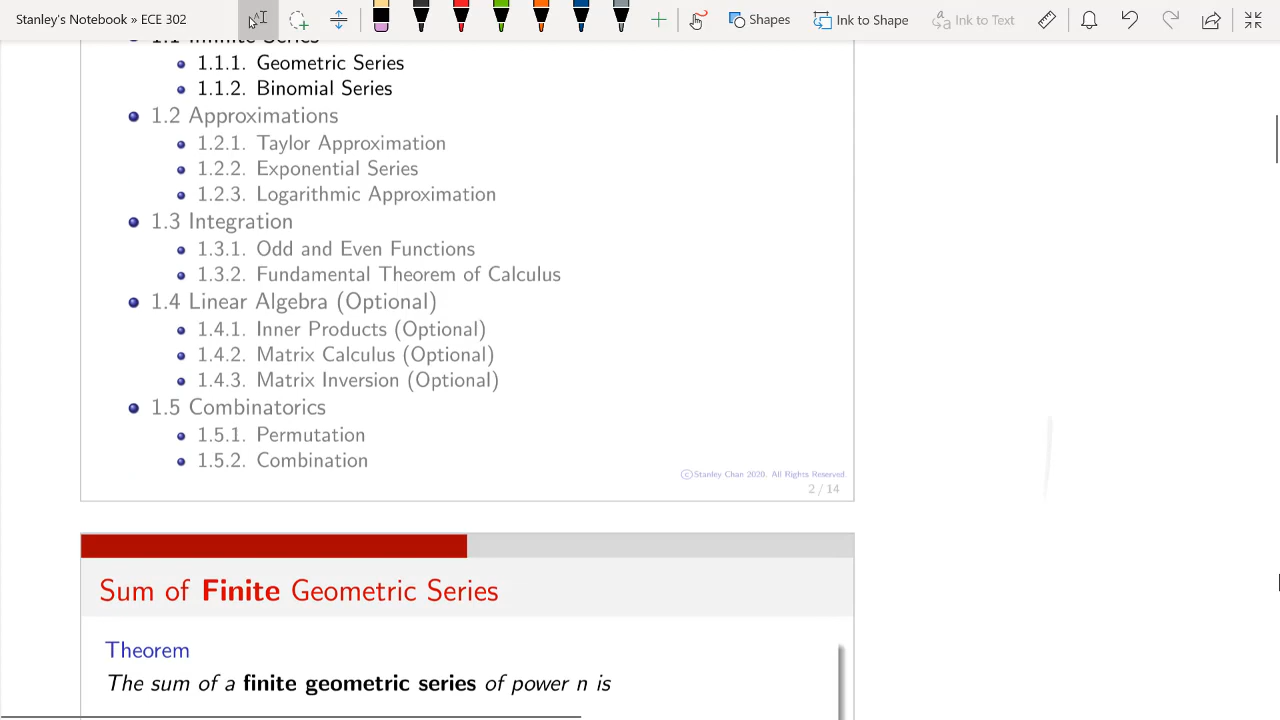 Stanley's Notebook » ECE 302
Shapes
Ink to Shape
Ink to Text
1.1 Infinite Series
1.1.1. Geometric Series
1.1.2. Binomial Series
1.2 Approximations
1.2.1. Taylor Approximation
1.2.2. Exponential Series
1.2.3. Logarithmic Approximation
1.3 Integration
1.3.1. Odd and Even Functions
1.3.2. Fundamental Theorem of Calculus
1.4 Linear Algebra (Optional)
1.4.1. Inner Products (Optional)
1.4.2. Matrix Calculus (Optional)
1.4.3. Matrix Inversion (Optional)
1.5 Combinatorics
1.5.1. Permutation
1.5.2. Combination
©Stanley Chan 2020. All Rights Reserved.
2 / 14
Sum of Finite Geometric Series
Theorem
The sum of a finite geometric series of power n is